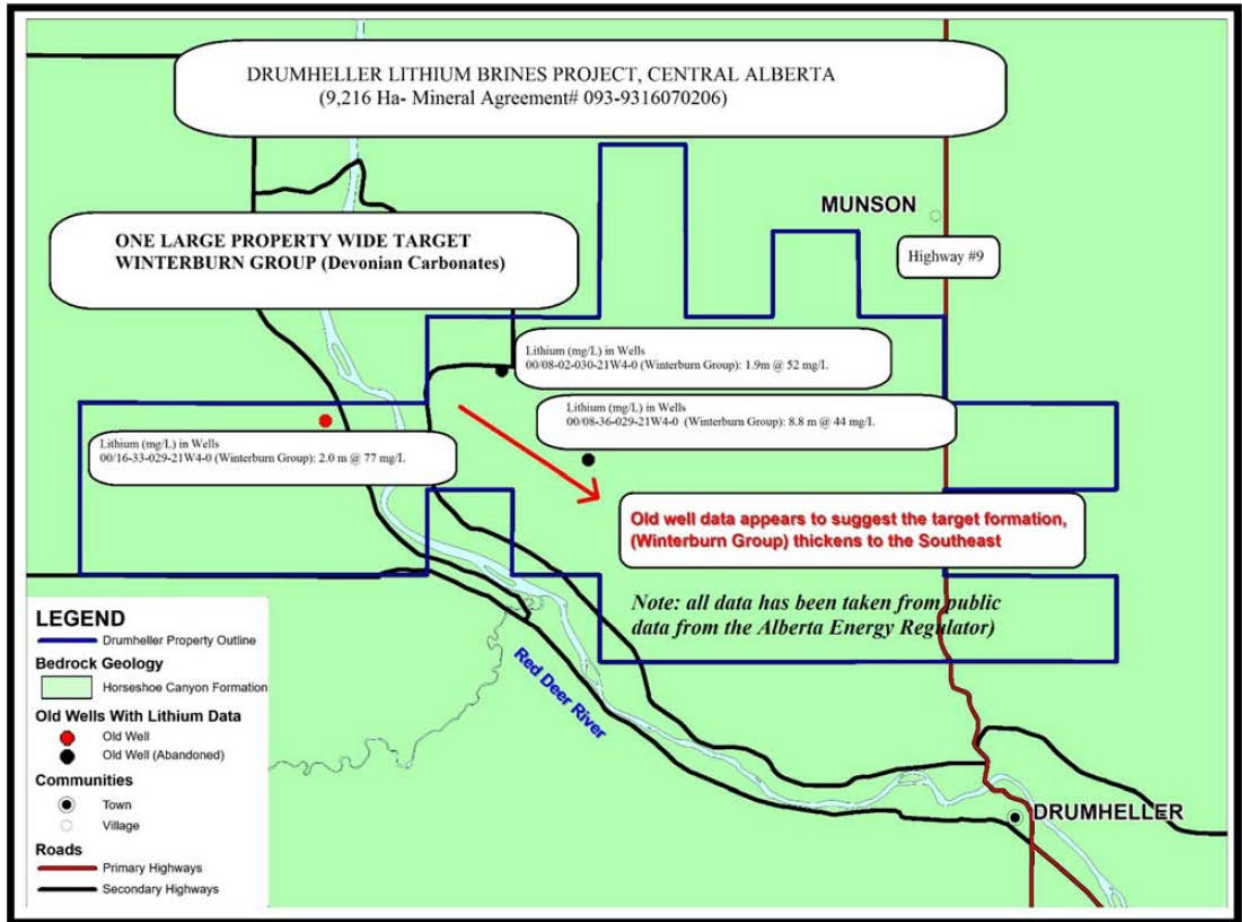 DRUMHELLER LITHIUM BRINES PROJECT, CENTRAL ALBERTA
(9,216 Ha- Mineral Agreement# 093-9316070206)
MUNSON
ONE LARGE PROPERTY WIDE TARGET
WINTERBURN GROUP (Devonian Carbonates)
Highway #9
Lithium (mg/L) in Wells
00/08-02-030-21W4-0 (Winterburn Group): 1.9m @ 52 mg/L
Lithium (mg/L) in Wells
00/08-36-029-21W4-0 (Winterburn Group): 8.8 m @ 44 mg/L
Lithium (mg/L) in Wells
00/16-33-029-21W4-0 (Winterburn Group): 2.0 m @ 77 mg/L
Old well data appears to suggest the target formation,
(Winterburn Group) thickens to the Southeast
Note: all data has been taken from public
data from the Alberta Energy Regulator)
Red Deer River
DRUMHELLER
LEGEND
Drumheller Property Outline
Bedrock Geology
Horseshoe Canyon Formation
Old Wells With Lithium Data
Old Well
Old Well (Abandoned)
Communities
Town
Village
Roads
Primary Highways
Secondary Highways